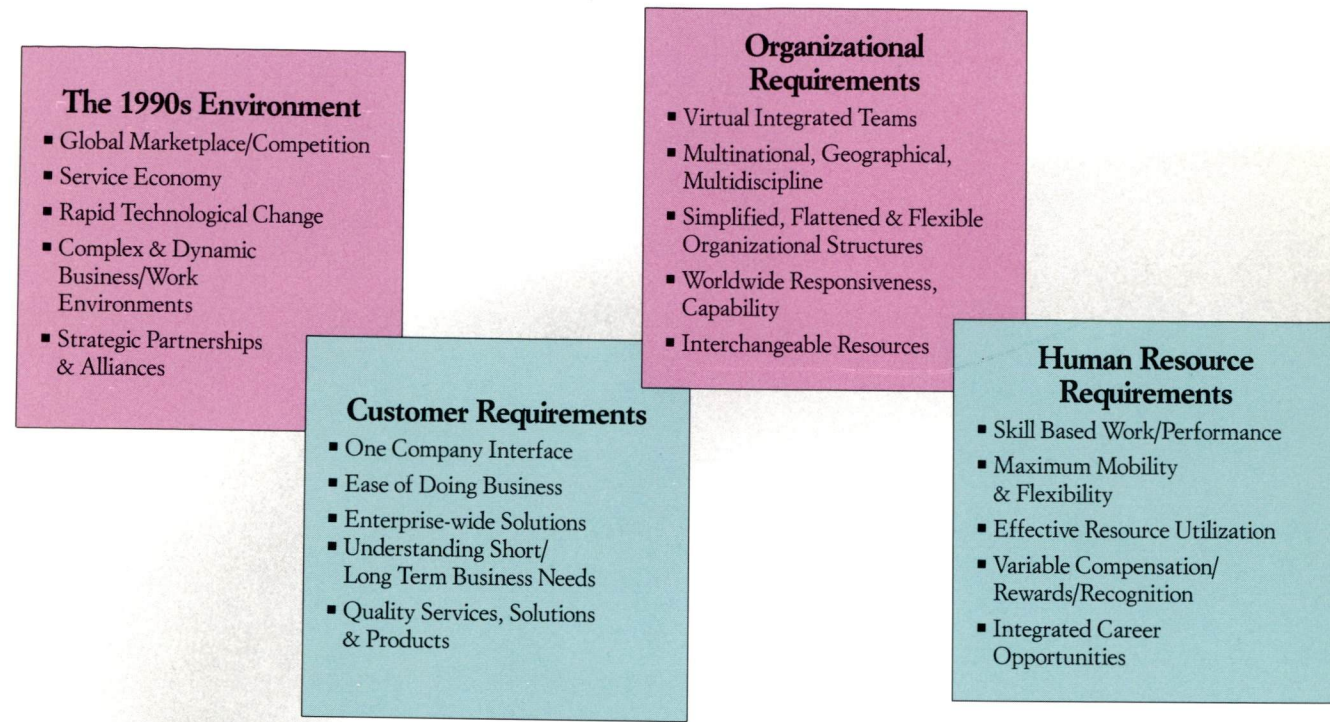 The 1990s Environment
▪ Global Marketplace/Competition
▪ Service Economy
▪ Rapid Technological Change
▪ Complex & Dynamic
Business/Work
Environments
▪ Strategic Partnerships
& Alliances
Customer Requirements
▪ One Company Interface
▪ Ease of Doing Business
▪ Enterprise-wide Solutions
▪ Understanding Short/
Long Term Business Needs
▪ Quality Services, Solutions
& Products
Organizational
Requirements
▪ Virtual Integrated Teams
▪ Multinational, Geographical,
Multidiscipline
▪ Simplified, Flattened & Flexible
Organizational Structures
▪ Worldwide Responsiveness,
Capability
▪ Interchangeable Resources
Human Resource
Requirements
▪ Skill Based Work/Performance
▪ Maximum Mobility
& Flexibility
▪ Effective Resource Utilization
▪ Variable Compensation/
Rewards/Recognition
▪ Integrated Career
Opportunities